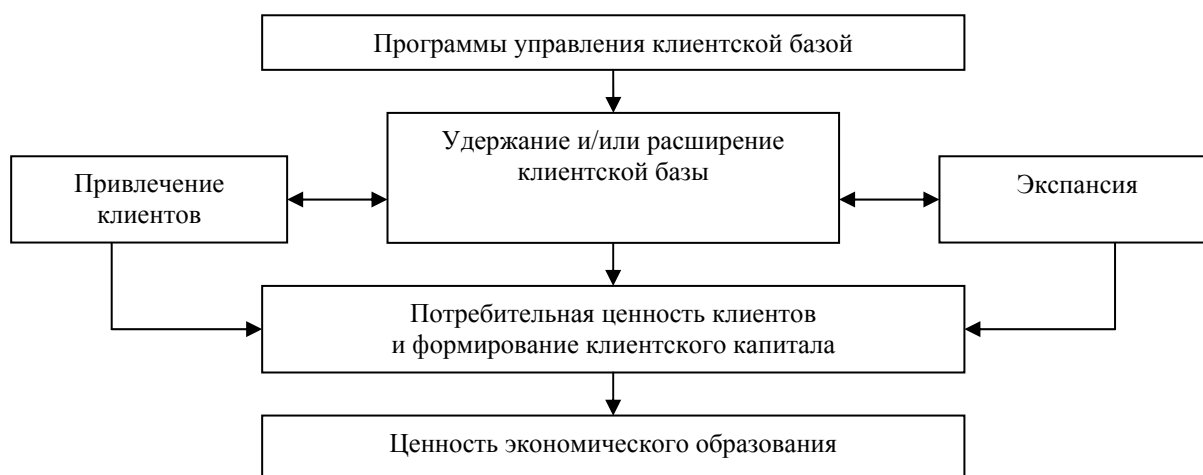 Программы управления клиентской базой
Удержание и/или расширение
клиентской базы
Привлечение
клиентов
Экспансия
Потребительная ценность клиентов
и формирование клиентского капитала
Ценность экономического образования